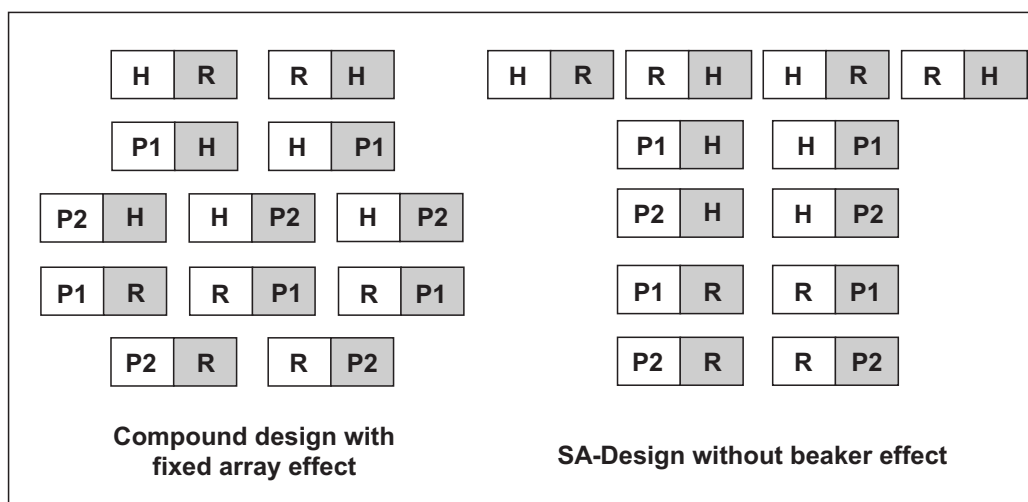 H R R H
P1 H H P1
P2 H H P2 H P2
P1 R R P1 R P1
P2 R R P2
Compound design with
fixed array effect
H R R H H R R H
P1 H H P1
P2 H H P2
P1 R R P1
P2 R R P2
SA-Design without beaker effect